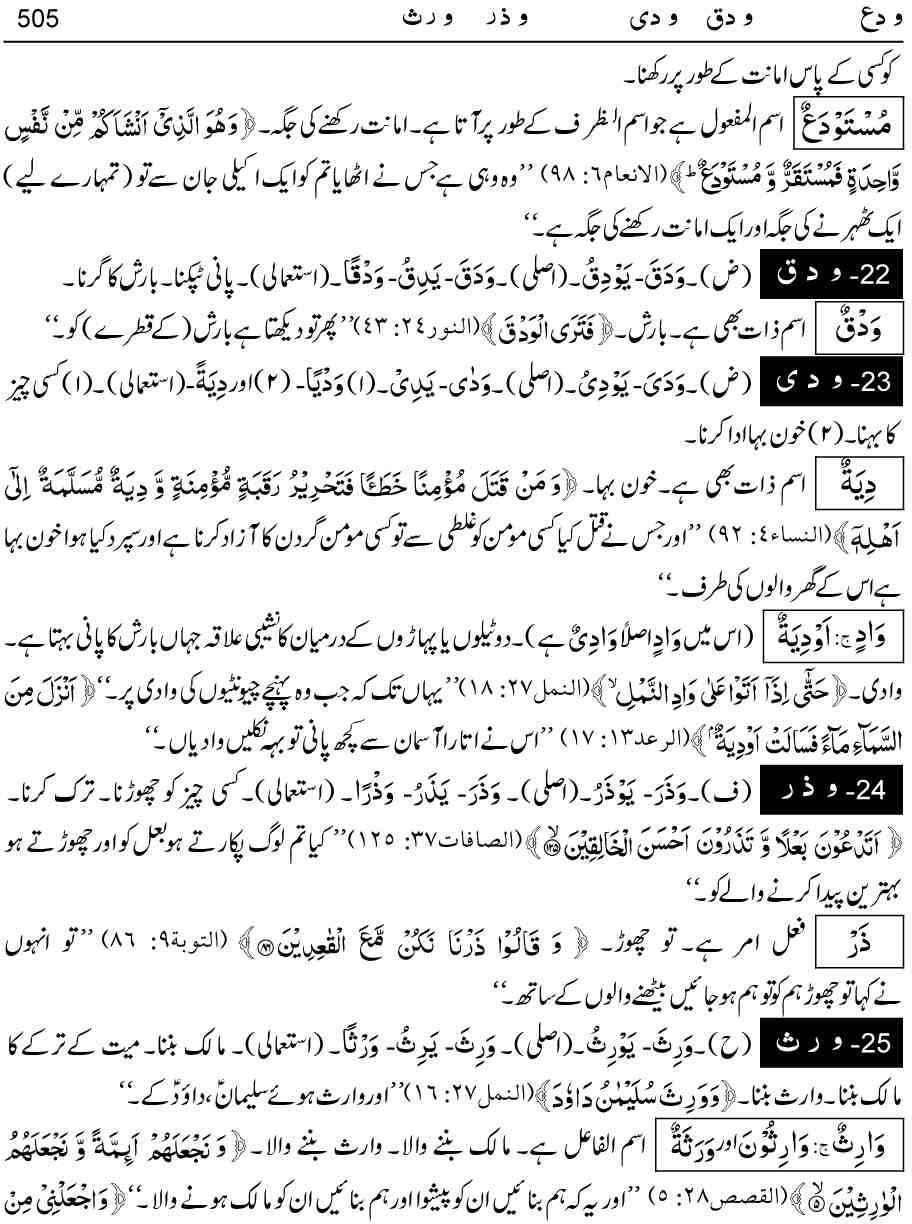 و د ع و د ق و د ی و ذ ر و ر ث 505
کو کسی کے پاس امانت کے طور پر رکھنا۔
مُسْتَوْدَعٌ اسم المفعول ہے جو اسم الظرف کے طور پر آتا ہے۔ امانت رکھنے کی جگہ۔ ﴿ وَهُوَ الَّذِیْۤ اَنْشَاَكُمْ مِّنْ نَّفْسٍ
وَّاحِدَةٍ فَمُسْتَقَرٌّ وَّ مُسْتَوْدَعٌ ؕ ﴾ (الانعام٦: ٩٨) ’’وہ وہی ہے جس نے اٹھایا تم کو ایک اکیلی جان سے تو (تمہارے لیے)
ایک ٹھہرنے کی جگہ اور ایک امانت رکھنے کی جگہ ہے۔‘‘
22- و د ق (ض)۔ وَدَقَ- یَوْدِقُ۔ (اصلی)۔ وَدَقَ- یَدِقُ- وَدْقًا۔ (استعمالی)۔ پانی ٹپکنا۔ بارش کا گرنا۔
وَدْقٌ اسم ذات بھی ہے۔ بارش۔ ﴿ فَتَرَی الْوَدْقَ ﴾ (النور٢٤: ٤٣) ’’پھر تو دیکھتا ہے بارش (کے قطرے) کو۔‘‘
23- و د ی (ض)۔ وَدَیَ- یَوْدِیُ۔ (اصلی)۔ وَدٰی- یَدِیْ۔ (١) وَدْیًا- (٢) اور دِیَةً- (استعمالی)۔ (١) کسی چیز
کا بہنا۔ (٢) خون بہا ادا کرنا۔
دِیَةٌ اسم ذات بھی ہے۔ خون بہا۔ ﴿ وَ مَنْ قَتَلَ مُؤْمِنًا خَطَـًٔا فَتَحْرِیْرُ رَقَبَةٍ مُّؤْمِنَةٍ وَّ دِیَةٌ مُّسَلَّمَةٌ اِلٰۤی
اَهْلِهٖۤ ﴾ (النساء٤: ٩٢) ’’اور جس نے قتل کیا کسی مومن کو غلطی سے تو کسی مومن گردن کا آزاد کرنا ہے اور سپرد کیا ہوا خون بہا
ہے اس کے گھر والوں کی طرف۔‘‘
وَادٍ ج: اَوْدِیَةٌ (اس میں وَادٍ اصلاً وَادِیٌ ہے)۔ دو ٹیلوں یا پہاڑوں کے درمیان کا نشیبی علاقہ جہاں بارش کا پانی بہتا ہے۔
وادی۔ ﴿ حَتّٰۤی اِذَاۤ اَتَوْا عَلٰی وَادِ النَّمْلِ ۙ ﴾ (النمل٢٧: ١٨) ’’یہاں تک کہ جب وہ پہنچے چیونٹیوں کی وادی پر۔‘‘ ﴿ اَنْزَلَ مِنَ
السَّمَآءِ مَآءً فَسَالَتْ اَوْدِیَةٌۢ ﴾ (الرعد١٣: ١٧) ’’اس نے اتارا آسمان سے کچھ پانی تو بہہ نکلیں وادیاں۔‘‘
24- و ذ ر (ف)۔ وَذَرَ- یَوْذَرُ۔ (اصلی)۔ وَذَرَ- یَذَرُ- وَذْرًا۔ (استعمالی)۔ کسی چیز کو چھوڑنا۔ ترک کرنا۔
﴿ اَتَدْعُوْنَ بَعْلًا وَّ تَذَرُوْنَ اَحْسَنَ الْخَالِقِیْنَ ۙ۝١٢٥ ﴾ (الصافات٣٧: ١٢٥) ’’کیا تم لوگ پکارتے ہو بعل کو اور چھوڑتے ہو
بہترین پیدا کرنے والے کو۔‘‘
ذَرْ فعل امر ہے۔ تو چھوڑ۔ ﴿ وَ قَالُوْا ذَرْنَا نَكُنْ مَّعَ الْقٰعِدِیْنَ ۝٨٦ ﴾ (التوبة٩: ٨٦) ’’تو انہوں
نے کہا تو چھوڑ ہم کو تو ہم ہو جائیں بیٹھنے والوں کے ساتھ۔‘‘
25- و ر ث (ح)۔ وَرِثَ- یَوْرِثُ۔ (اصلی)۔ وَرِثَ- یَرِثُ- وَرْثًا۔ (استعمالی)۔ مالک بننا۔ میت کے ترکے کا
مالک بننا۔ وارث بننا۔ ﴿ وَوَرِثَ سُلَیْمٰنُ دَاوٗدَ ﴾ (النمل٢٧: ١٦) ’’اور وارث ہوئے سلیمانؑ، داؤدؑ کے۔‘‘
وَارِثٌ ج: وَارِثُوْنَ اور وَرَثَةٌ اسم الفاعل ہے۔ مالک بننے والا۔ وارث بننے والا۔ ﴿ وَ نَجْعَلَهُمْ اَىِٕمَّةً وَّ نَجْعَلَهُمُ
الْوٰرِثِیْنَ ۙ۝٥ ﴾ (القصص٢٨: ٥) ’’اور یہ کہ ہم بنائیں ان کو پیشوا اور ہم بنائیں ان کو مالک ہونے والا۔‘‘ ﴿ وَاجْعَلْنِیْ مِنْ